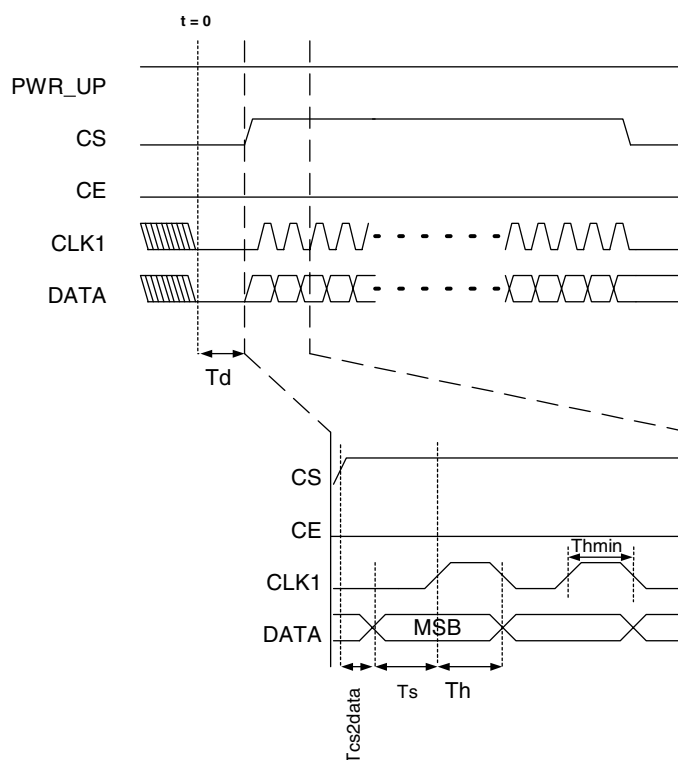 t = 0
PWR_UP
CS
CE
CLK1
DATA
Td
CS
CE
Thmin
CLK1
DATA
MSB
Tcs2data
Ts
Th